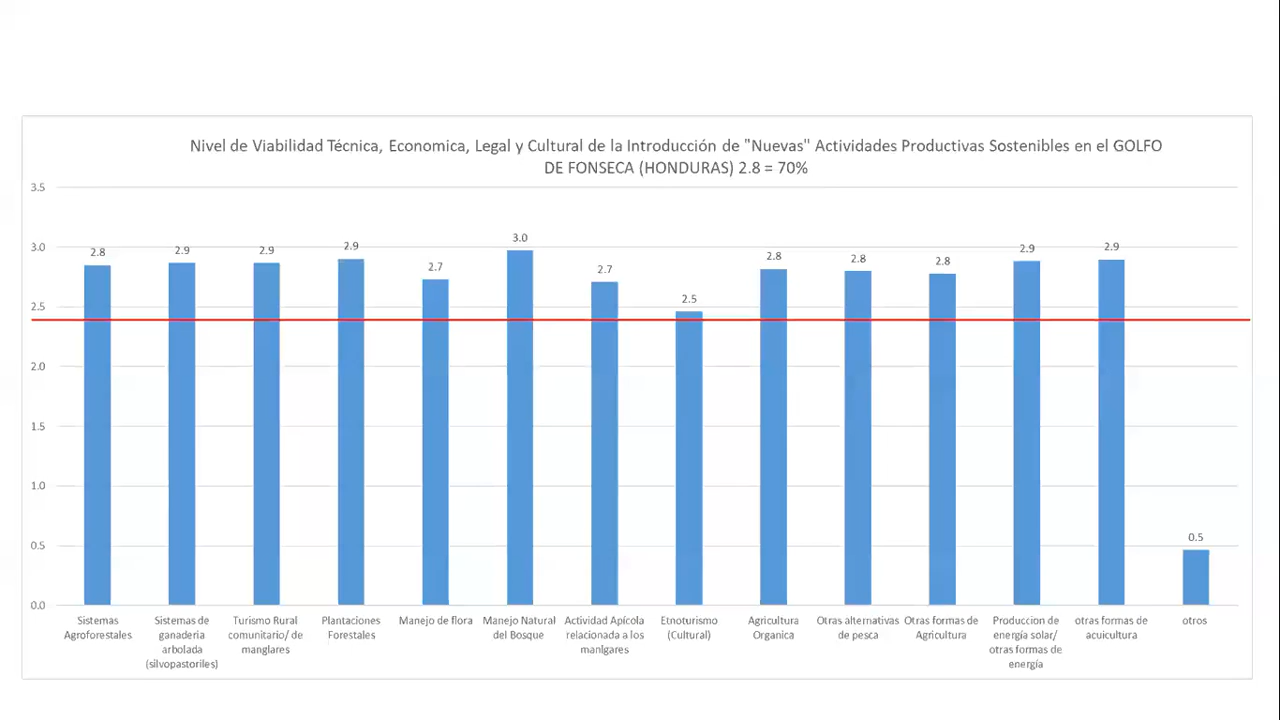 Nivel de Viabilidad Técnica, Economica, Legal y Cultural de la Introducción de "Nuevas" Actividades Productivas Sostenibles en el GOLFO
DE FONSECA (HONDURAS) 2.8 = 70%
3.5
3.0
2.5
2.0
1.5
1.0
0.5
0.0
2.8
2.9
2.9
2.9
2.7
3.0
2.7
2.5
2.8
2.8
2.8
2.9
2.9
0.5
Sistemas
Agroforestales
Sistemas de
ganaderia
arbolada
(silvopastoriles)
Turismo Rural
comunitario/ de
manglares
Plantaciones
Forestales
Manejo de flora
Manejo Natural
del Bosque
Actividad Apícola
relacionada a los
manlgares
Etnoturismo
(Cultural)
Agricultura
Organica
Otras alternativas
de pesca
Otras formas de
Agricultura
Produccion de
energía solar/
otras formas de
energía
otras formas de
acuicultura
otros